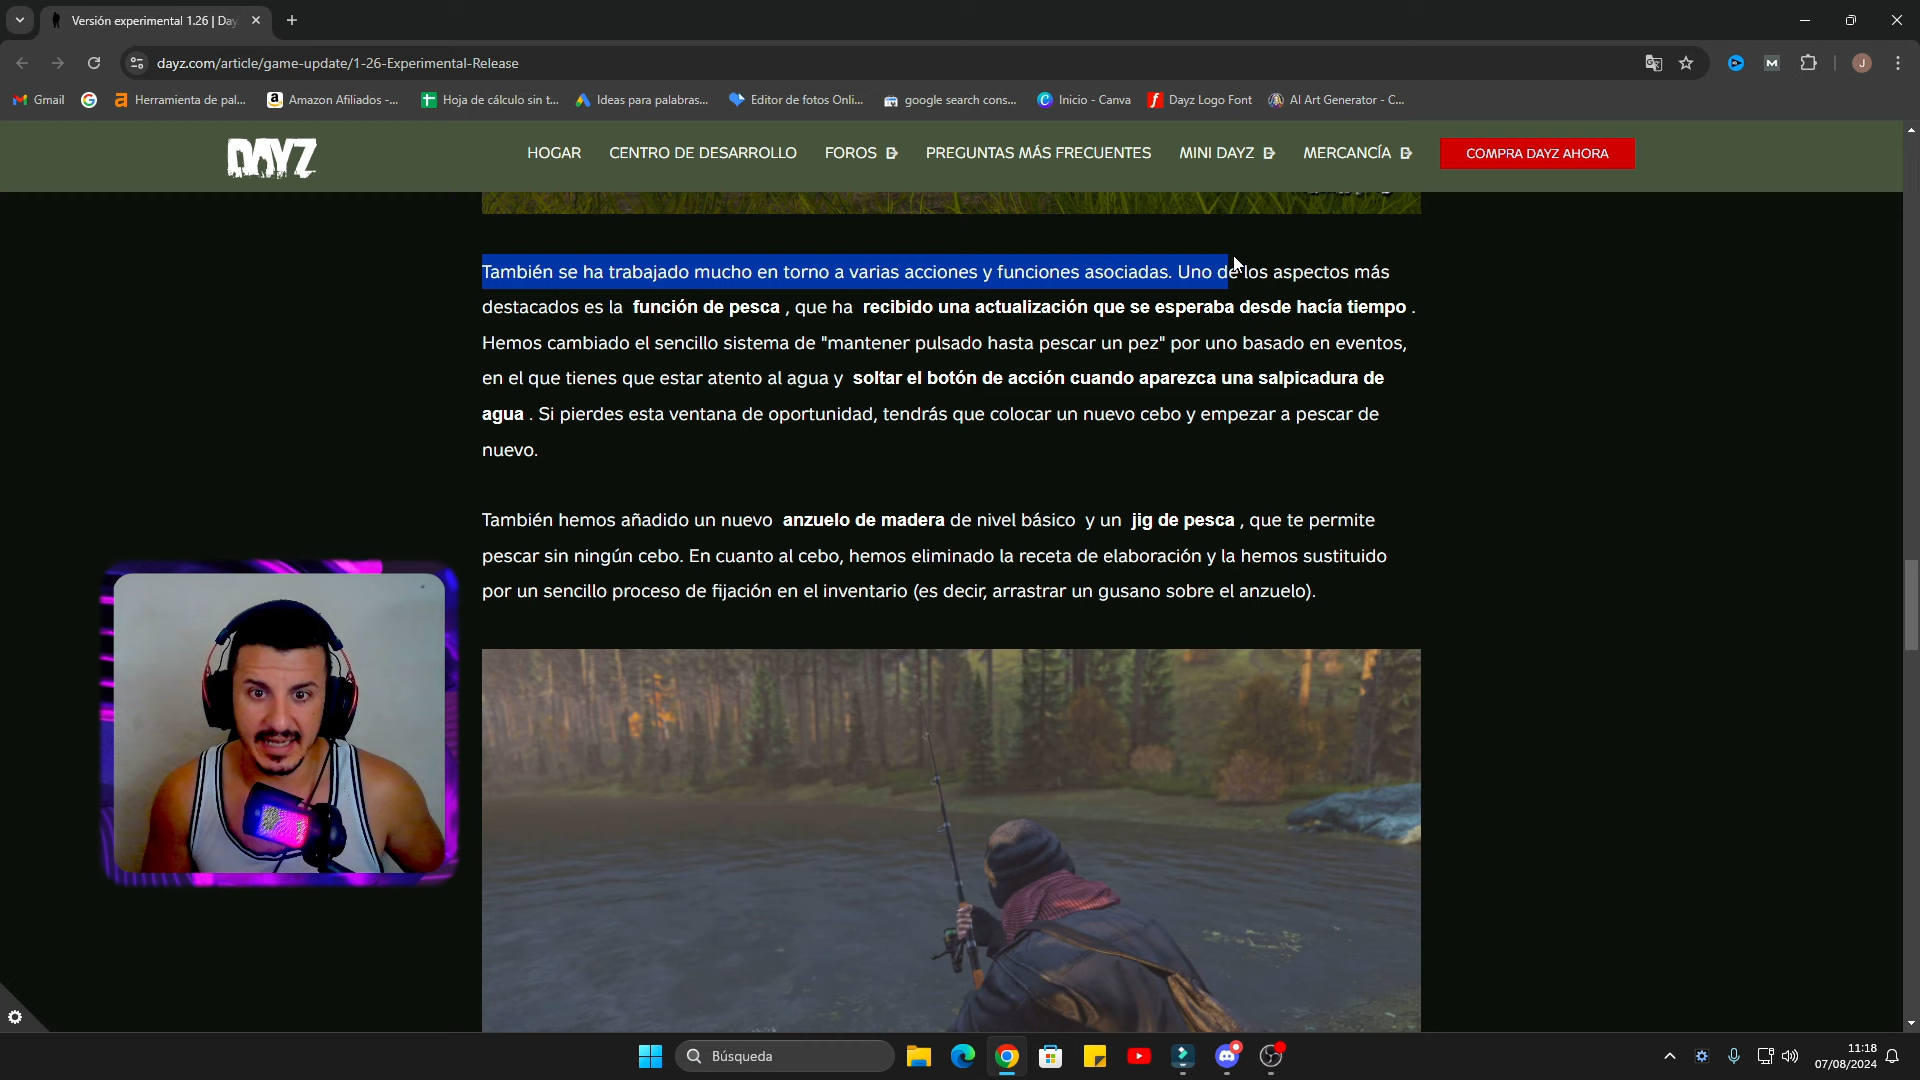 Versión experimental 1.26 | Day
dayz.com/article/game-update/1-26-Experimental-Release
J
Gmail
Herramienta de pal...
Amazon Afiliados -...
Hoja de cálculo sin t...
Ideas para palabras...
Editor de fotos Onli...
google search cons...
Inicio - Canva
Dayz Logo Font
AI Art Generator - C...
DAYZ
HOGAR
CENTRO DE DESARROLLO
FOROS
PREGUNTAS MÁS FRECUENTES
MINI DAYZ
MERCANCÍA
COMPRA DAYZ AHORA
También se ha trabajado mucho en torno a varias acciones y funciones asociadas. Uno de los aspectos más
destacados es la función de pesca , que ha recibido una actualización que se esperaba desde hacía tiempo .
Hemos cambiado el sencillo sistema de "mantener pulsado hasta pescar un pez" por uno basado en eventos,
en el que tienes que estar atento al agua y soltar el botón de acción cuando aparezca una salpicadura de
agua . Si pierdes esta ventana de oportunidad, tendrás que colocar un nuevo cebo y empezar a pescar de
nuevo.
También hemos añadido un nuevo anzuelo de madera de nivel básico y un jig de pesca , que te permite
pescar sin ningún cebo. En cuanto al cebo, hemos eliminado la receta de elaboración y la hemos sustituido
por un sencillo proceso de fijación en el inventario (es decir, arrastrar un gusano sobre el anzuelo).
Búsqueda
11:18
07/08/2024